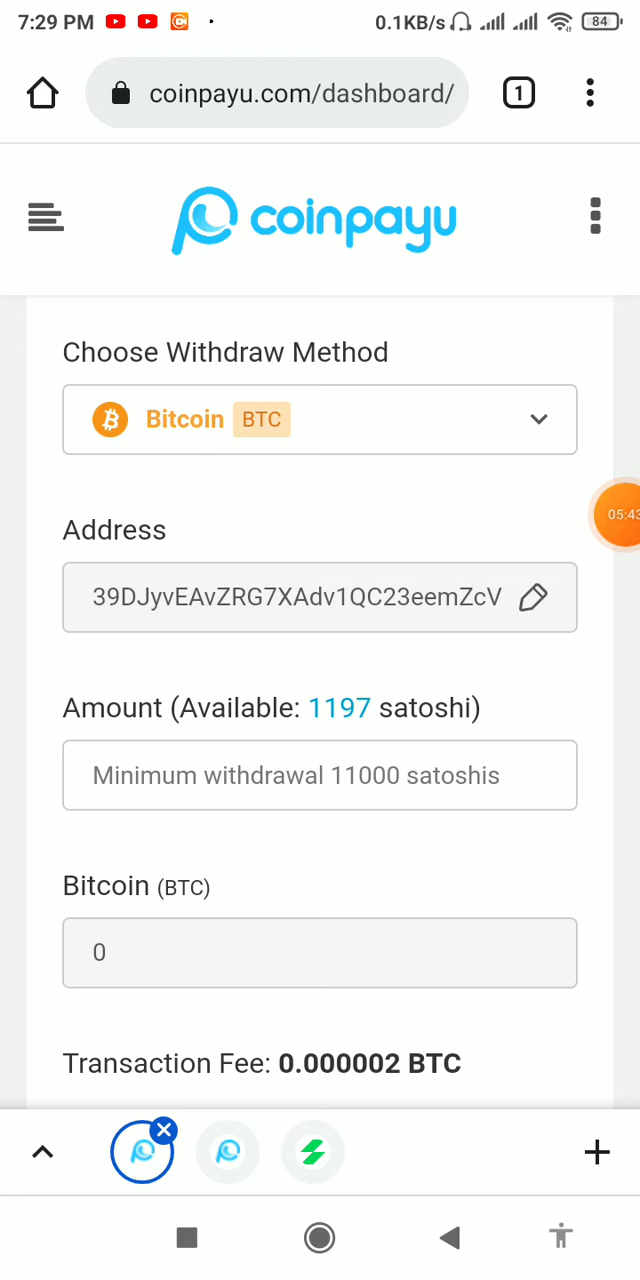 7:29 PM
0.1KB/s
84
coinpayu.com/dashboard/
1
coinpayu
Choose Withdraw Method
Bitcoin BTC
05:43
Address
39DJyvEAvZRG7XAdv1QC23eemZcV
Amount (Available: 1197 satoshi)
Minimum withdrawal 11000 satoshis
Bitcoin (BTC)
0
Transaction Fee: 0.000002 BTC